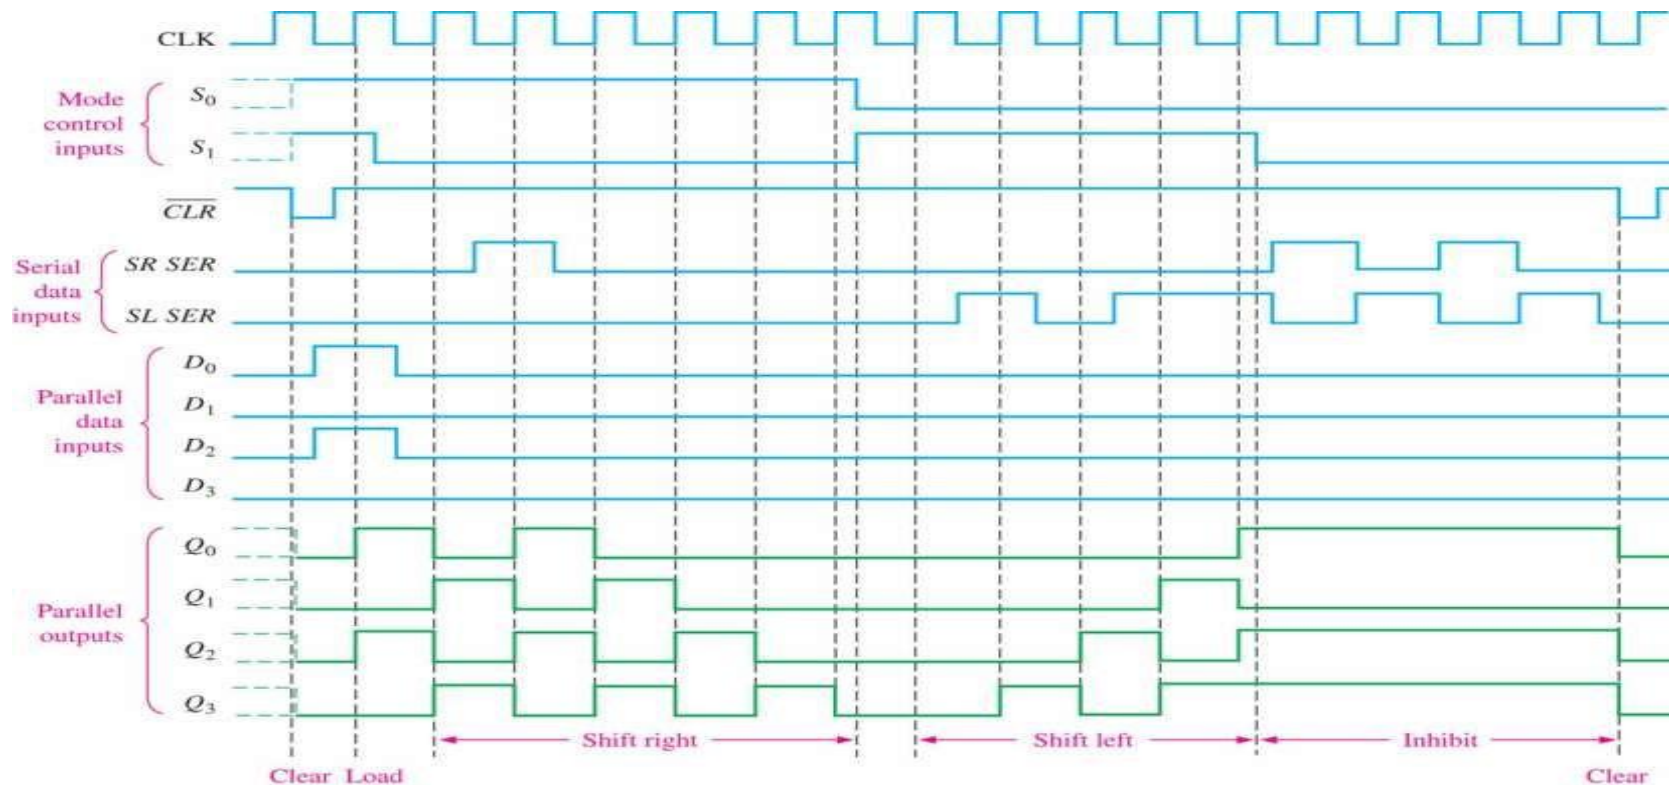 CLK
Mode
control
inputs
S0
S1
CLR
Serial
data
inputs
SR SER
SL SER
Parallel
data
inputs
D0
D1
D2
D3
Parallel
outputs
Q0
Q1
Q2
Q3
Shift right
Shift left
Inhibit
Clear Load
Clear